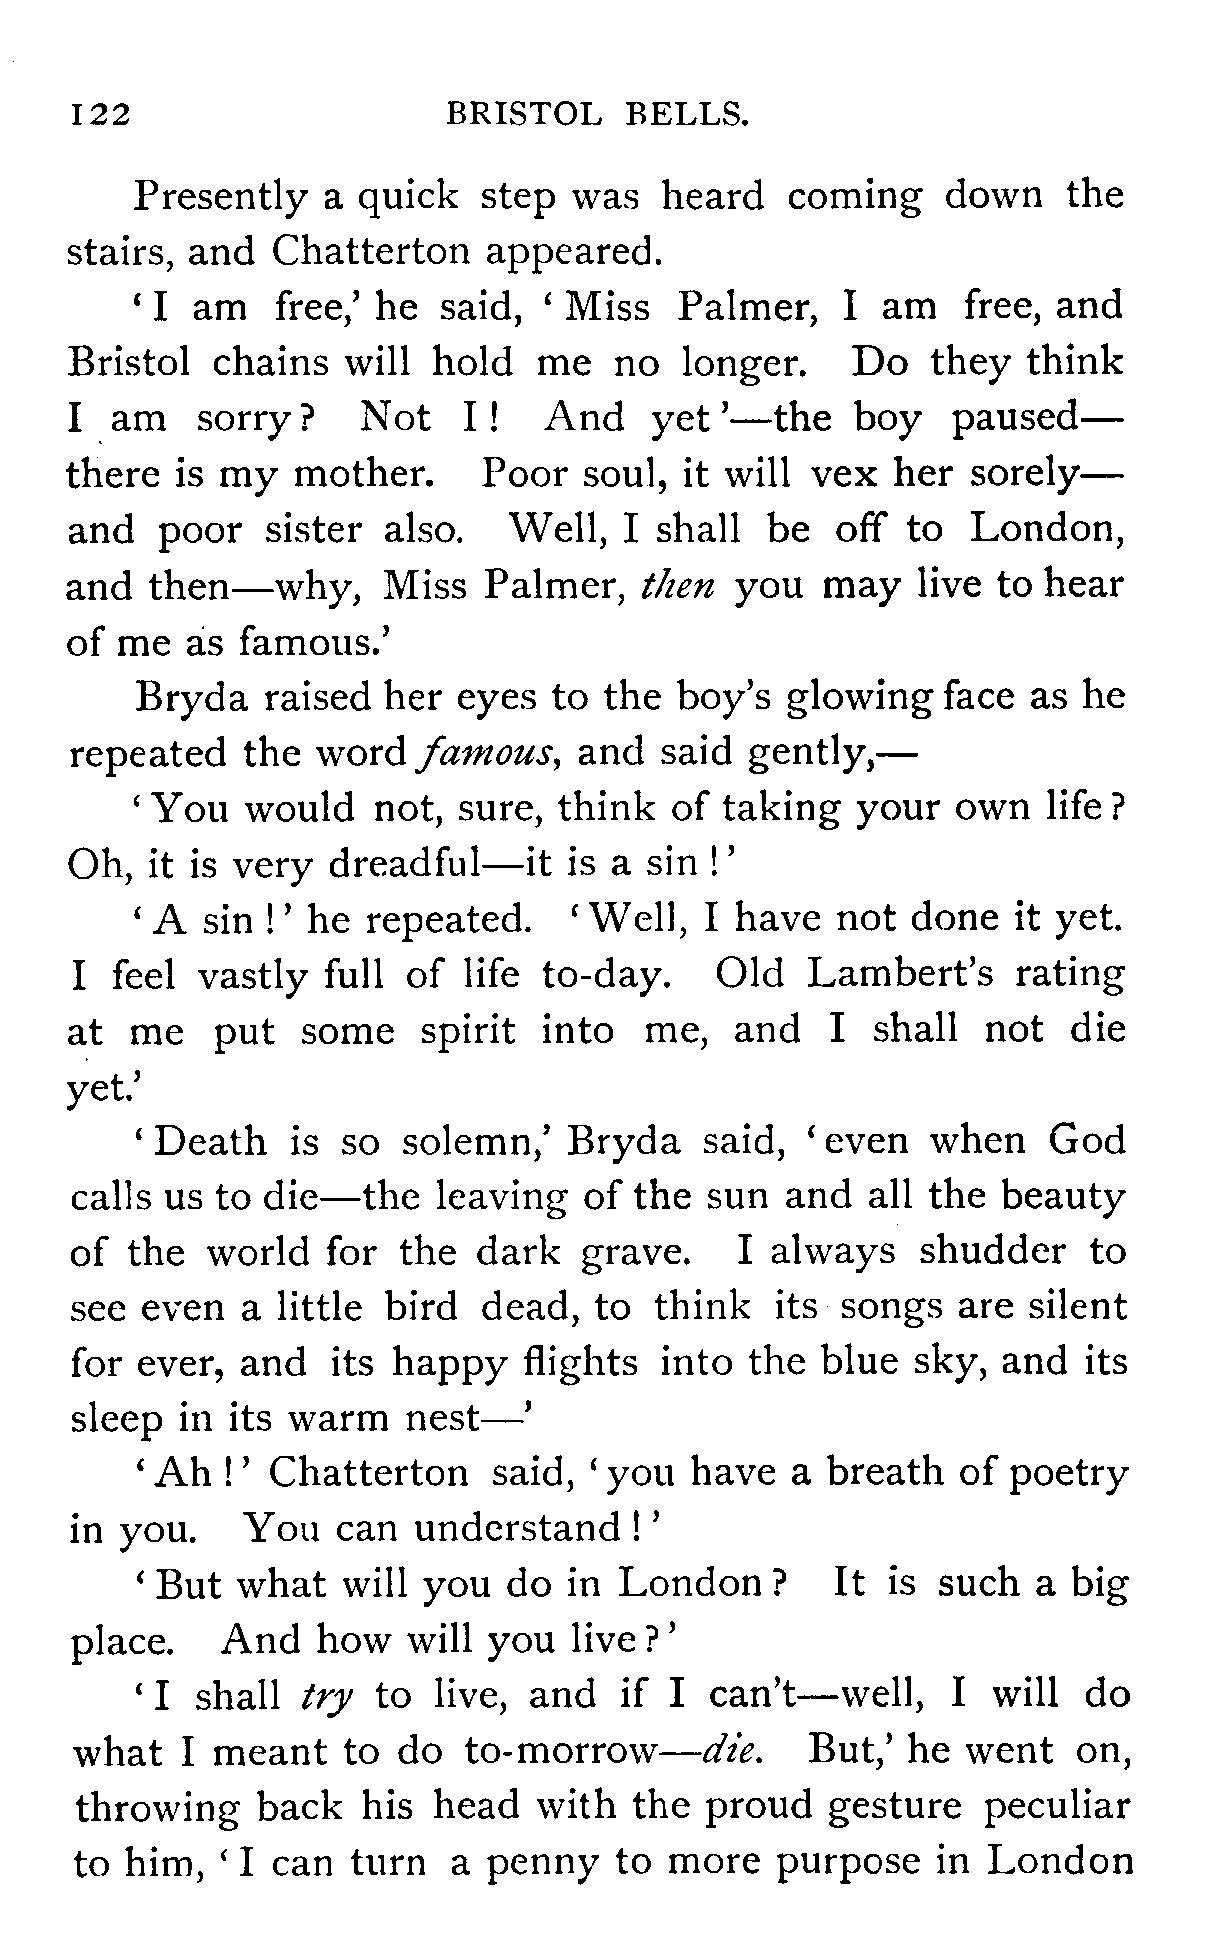 122 BRISTOL BELLS.
Presently a quick step was heard coming down the
stairs, and Chatterton appeared.
‘I am free,’ he said, ‘Miss Palmer, I am free, and
Bristol chains will hold me no longer. Do they think
I am sorry? Not I! And yet’—the boy paused—
there is my mother. Poor soul, it will vex her sorely—
and poor sister also. Well, I shall be off to London,
and then—why, Miss Palmer, then you may live to hear
of me as famous.’
Bryda raised her eyes to the boy’s glowing face as he
repeated the word famous, and said gently,—
‘You would not, sure, think of taking your own life?
Oh, it is very dreadful—it is a sin!’
‘A sin!’ he repeated. ‘Well, I have not done it yet.
I feel vastly full of life to-day. Old Lambert’s rating
at me put some spirit into me, and I shall not die
yet.’
‘Death is so solemn,’ Bryda said, ‘even when God
calls us to die—the leaving of the sun and all the beauty
of the world for the dark grave. I always shudder to
see even a little bird dead, to think its songs are silent
for ever, and its happy flights into the blue sky, and its
sleep in its warm nest—’
‘Ah!’ Chatterton said, ‘you have a breath of poetry
in you. You can understand!’
‘But what will you do in London? It is such a big
place. And how will you live?’
‘I shall try to live, and if I can’t—well, I will do
what I meant to do to-morrow—die. But,’ he went on,
throwing back his head with the proud gesture peculiar
to him, ‘I can turn a penny to more purpose in London